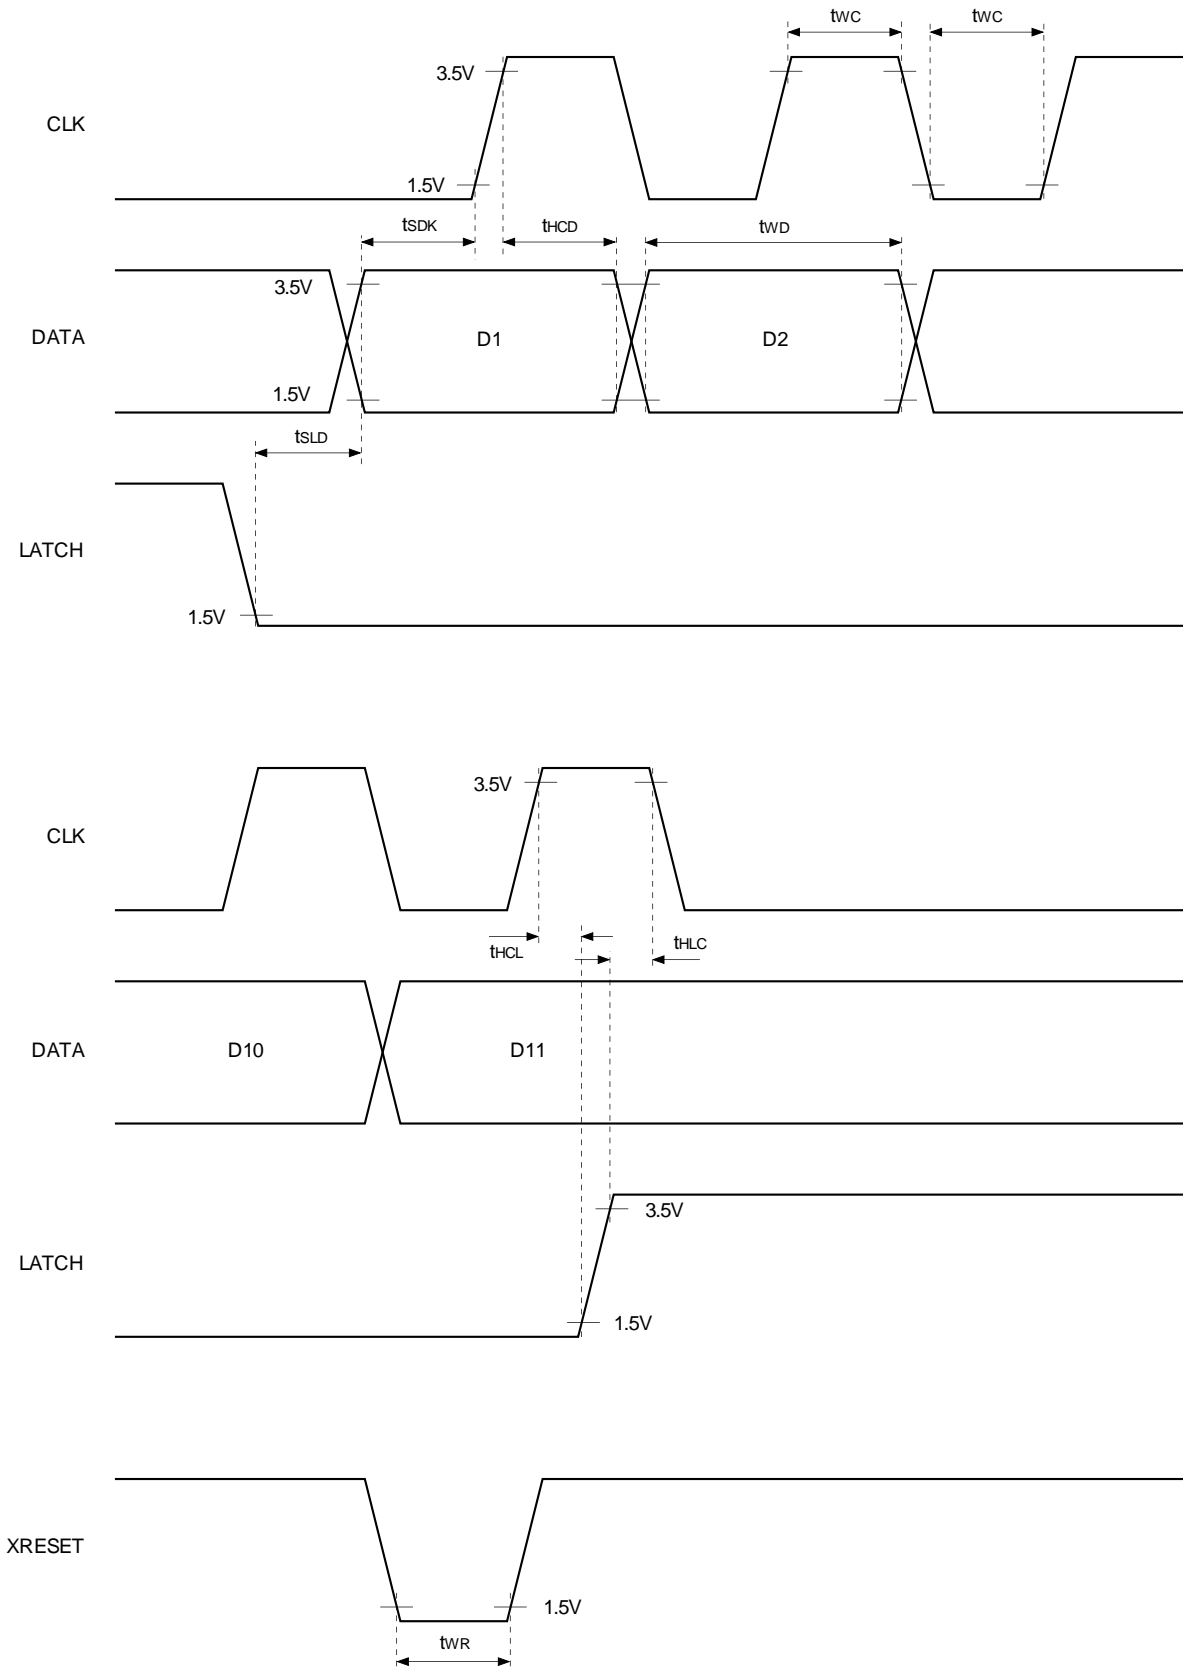 tWC
tWC
3.5V
CLK
1.5V
tSDK
tHCD
tWD
3.5V
DATA
D1
D2
1.5V
tSLD
LATCH
1.5V
3.5V
CLK
tHCL
tHLC
DATA
D10
D11
3.5V
LATCH
1.5V
XRESET
1.5V
tWR